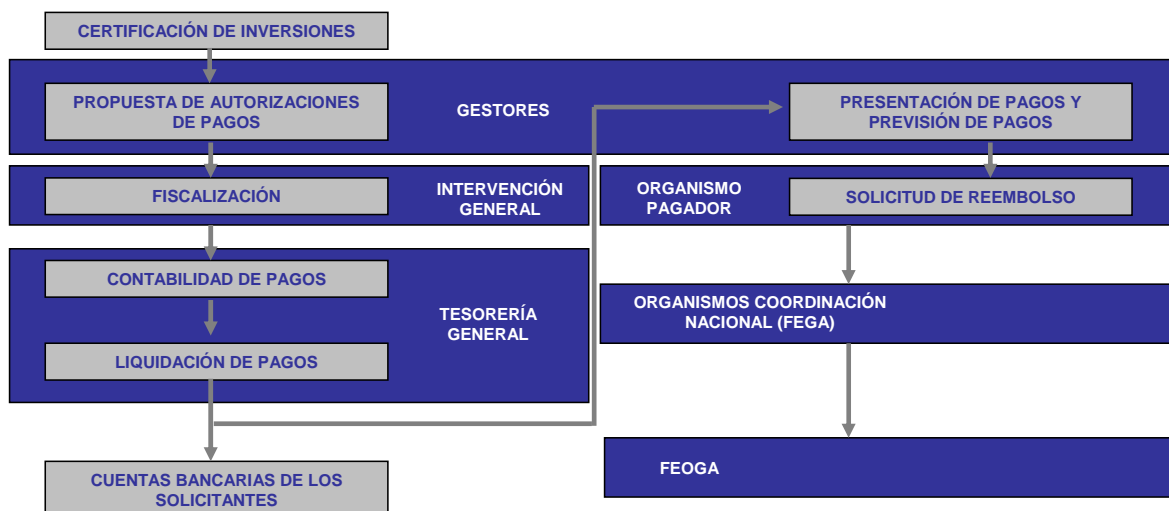 CERTIFICACIÓN DE INVERSIONES
PROPUESTA DE AUTORIZACIONES
DE PAGOS
GESTORES
PRESENTACIÓN DE PAGOS Y
PREVISIÓN DE PAGOS
FISCALIZACIÓN
INTERVENCIÓN
GENERAL
ORGANISMO
PAGADOR
SOLICITUD DE REEMBOLSO
CONTABILIDAD DE PAGOS
TESORERÍA
GENERAL
LIQUIDACIÓN DE PAGOS
ORGANISMOS COORDINACIÓN
NACIONAL (FEGA)
CUENTAS BANCARIAS DE LOS
SOLICITANTES
FEOGA